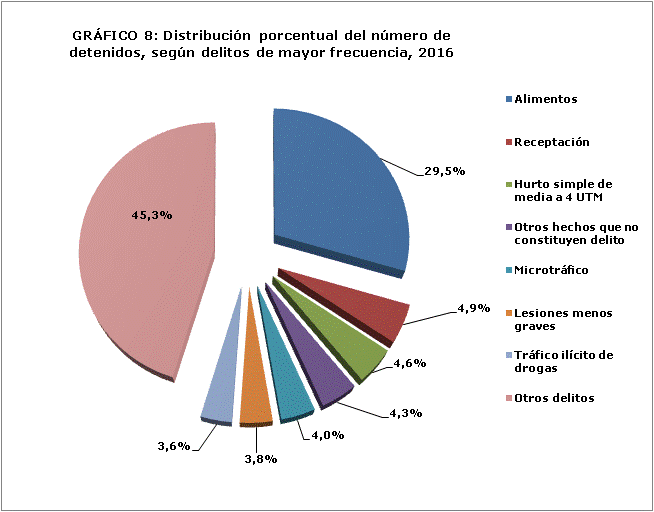 GRÁFICO 8: Distribución porcentual del número de
detenidos, según delitos de mayor frecuencia, 2016
29,5%
4,9%
4,6%
4,3%
4,0%
3,8%
3,6%
45,3%
Alimentos
Receptación
Hurto simple de
media a 4 UTM
Otros hechos que no
constituyen delito
Microtráfico
Lesiones menos
graves
Tráfico ilícito de
drogas
Otros delitos